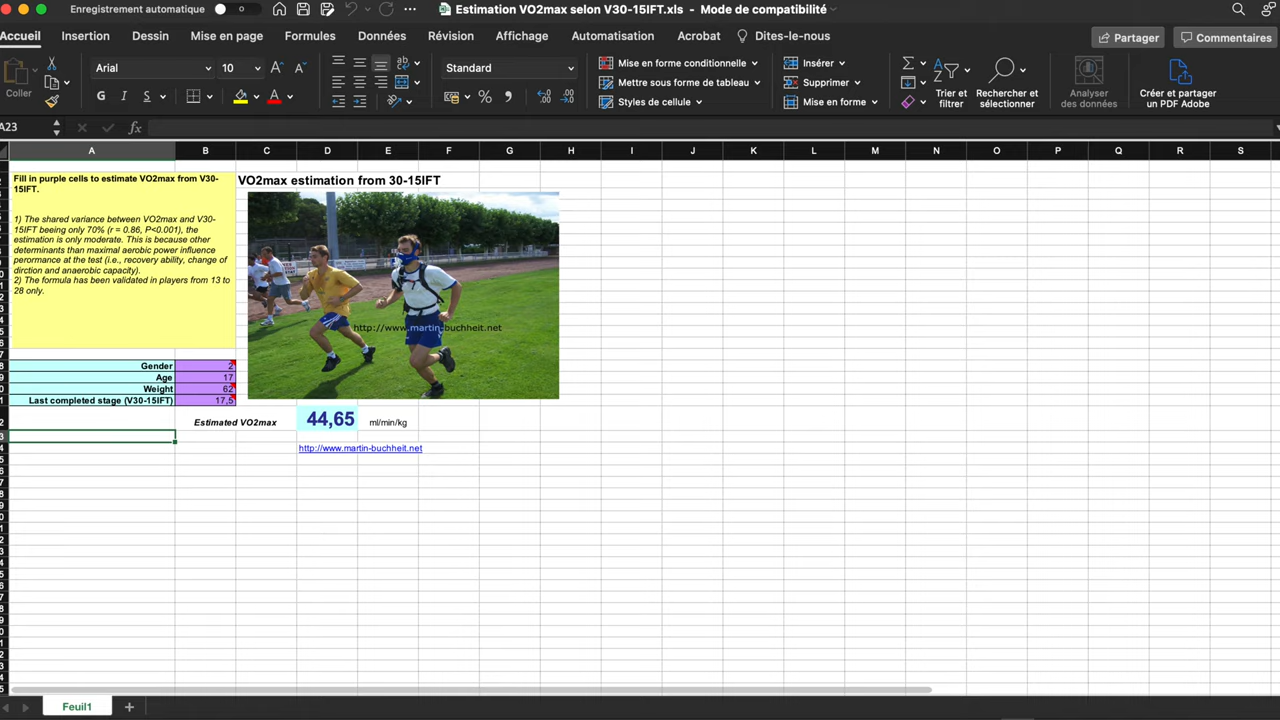 Enregistrement automatique
0
Estimation VO2max selon V30-15IFT.xls - Mode de compatibilité
Accueil Insertion Dessin Mise en page Formules Données Révision Affichage Automatisation Acrobat Dites-le-nous
Partager Commentaires
Coller
Arial 10
Standard
G I S
Mise en forme conditionnelle
Mettre sous forme de tableau
Styles de cellule
Insérer
Supprimer
Mise en forme
Trier et filtrer
Rechercher et sélectionner
Analyser des données
Créer et partager un PDF Adobe
A23
fx
A B C D E F G H I J K L M N O P Q R S
Fill in purple cells to estimate VO2max from V30-
15IFT.
1) The shared variance between VO2max and V30-
15IFT beeing only 70% (r = 0.86, P<0.001), the
estimation is only moderate. This is because other
determinants than maximal aerobic power influence
perormance at the test (i.e., recovery ability, change of
dirction and anaerobic capacity).
2) The formula has been validated in players from 13 to
28 only.
VO2max estimation from 30-15IFT
http://www.martin-buchheit.net
Gender 2
Age 17
Weight 62
Last completed stage (V30-15IFT) 17,5
Estimated VO2max 44,65 ml/min/kg
http://www.martin-buchheit.net
Feuil1